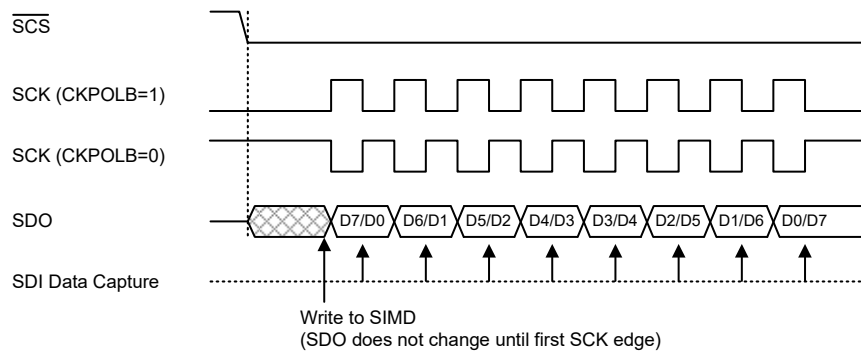 SCS
SCK (CKPOLB=1)
SCK (CKPOLB=0)
SDO
D7/D0 D6/D1 D5/D2 D4/D3 D3/D4 D2/D5 D1/D6 D0/D7
SDI Data Capture
Write to SIMD
(SDO does not change until first SCK edge)